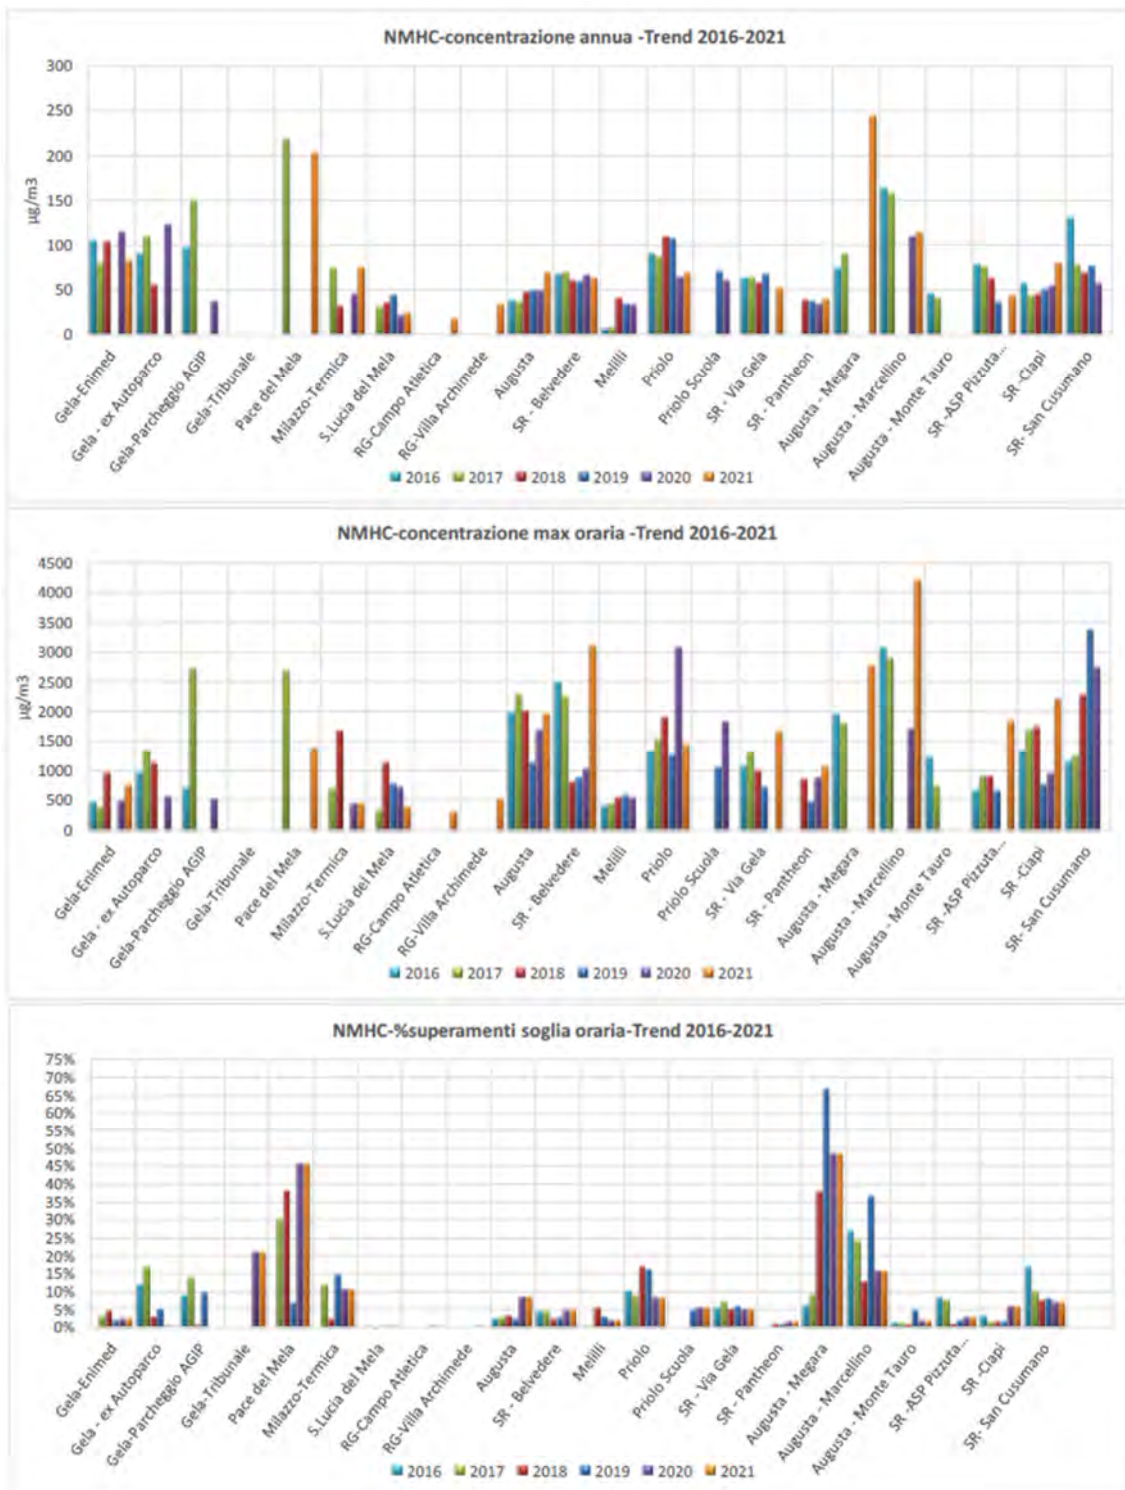 NMHC-concentrazione annua -Trend 2016-2021
300
250
200
150
100
50
0
µg/m3
Gela-Enimed
Gela - ex Autoparco
Gela-Parcheggio AGIP
Gela-Tribunale
Pace del Mela
Milazzo-Termica
S.Lucia del Mela
RG-Campo Atletica
RG-Villa Archimede
Augusta
SR - Belvedere
Melilli
Priolo
Priolo Scuola
SR - Via Gela
SR - Pantheon
Augusta - Megara
Augusta - Marcellino
Augusta - Monte Tauro
SR -ASP Pizzuta...
SR -Ciapi
SR- San Cusumano
2016 2017 2018 2019 2020 2021
NMHC-concentrazione max oraria -Trend 2016-2021
4500
4000
3500
3000
2500
2000
1500
1000
500
0
µg/m3
Gela-Enimed
Gela - ex Autoparco
Gela-Parcheggio AGIP
Gela-Tribunale
Pace del Mela
Milazzo-Termica
S.Lucia del Mela
RG-Campo Atletica
RG-Villa Archimede
Augusta
SR - Belvedere
Melilli
Priolo
Priolo Scuola
SR - Via Gela
SR - Pantheon
Augusta - Megara
Augusta - Marcellino
Augusta - Monte Tauro
SR -ASP Pizzuta...
SR -Ciapi
SR- San Cusumano
2016 2017 2018 2019 2020 2021
NMHC-%superamenti soglia oraria-Trend 2016-2021
75%
70%
65%
60%
55%
50%
45%
40%
35%
30%
25%
20%
15%
10%
5%
0%
Gela-Enimed
Gela - ex Autoparco
Gela-Parcheggio AGIP
Gela-Tribunale
Pace del Mela
Milazzo-Termica
S.Lucia del Mela
RG-Campo Atletica
RG-Villa Archimede
Augusta
SR - Belvedere
Melilli
Priolo
Priolo Scuola
SR - Via Gela
SR - Pantheon
Augusta - Megara
Augusta - Marcellino
Augusta - Monte Tauro
SR -ASP Pizzuta...
SR -Ciapi
SR- San Cusumano
2016 2017 2018 2019 2020 2021